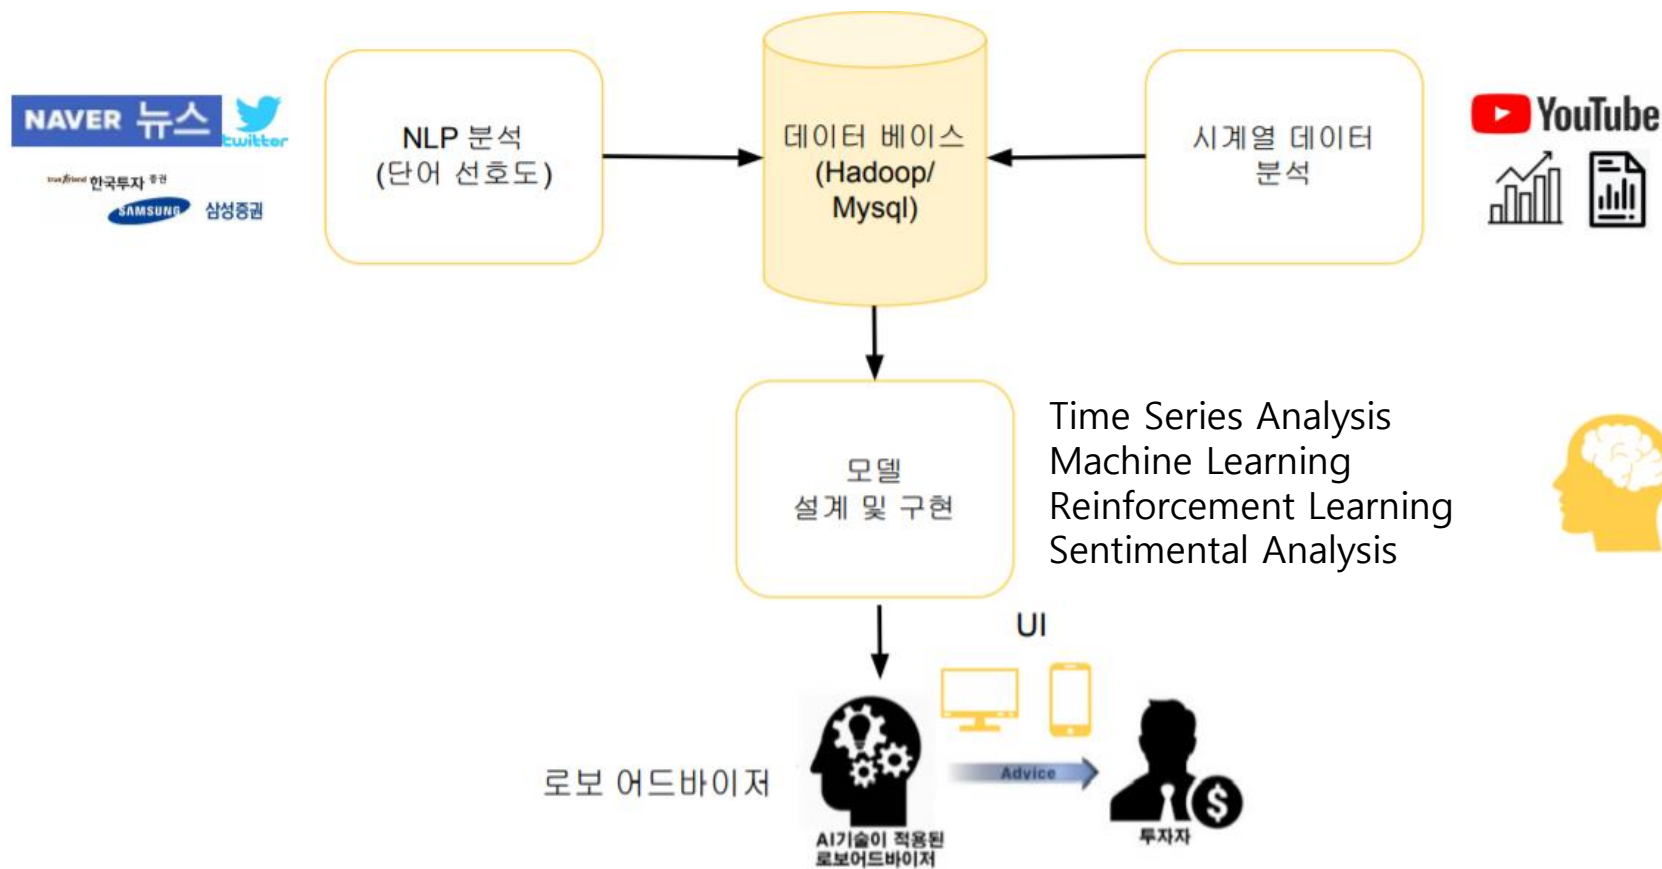 NAVER 뉴스
twitter
true friend 한국투자 증권
SAMSUNG 삼성증권
NLP 분석
(단어 선호도)
데이터 베이스
(Hadoop/
Mysql)
시계열 데이터
분석
YouTube
모델
설계 및 구현
Time Series Analysis
Machine Learning
Reinforcement Learning
Sentimental Analysis
UI
로보 어드바이저
Advice
AI기술이 적용된
로보어드바이저
투자자